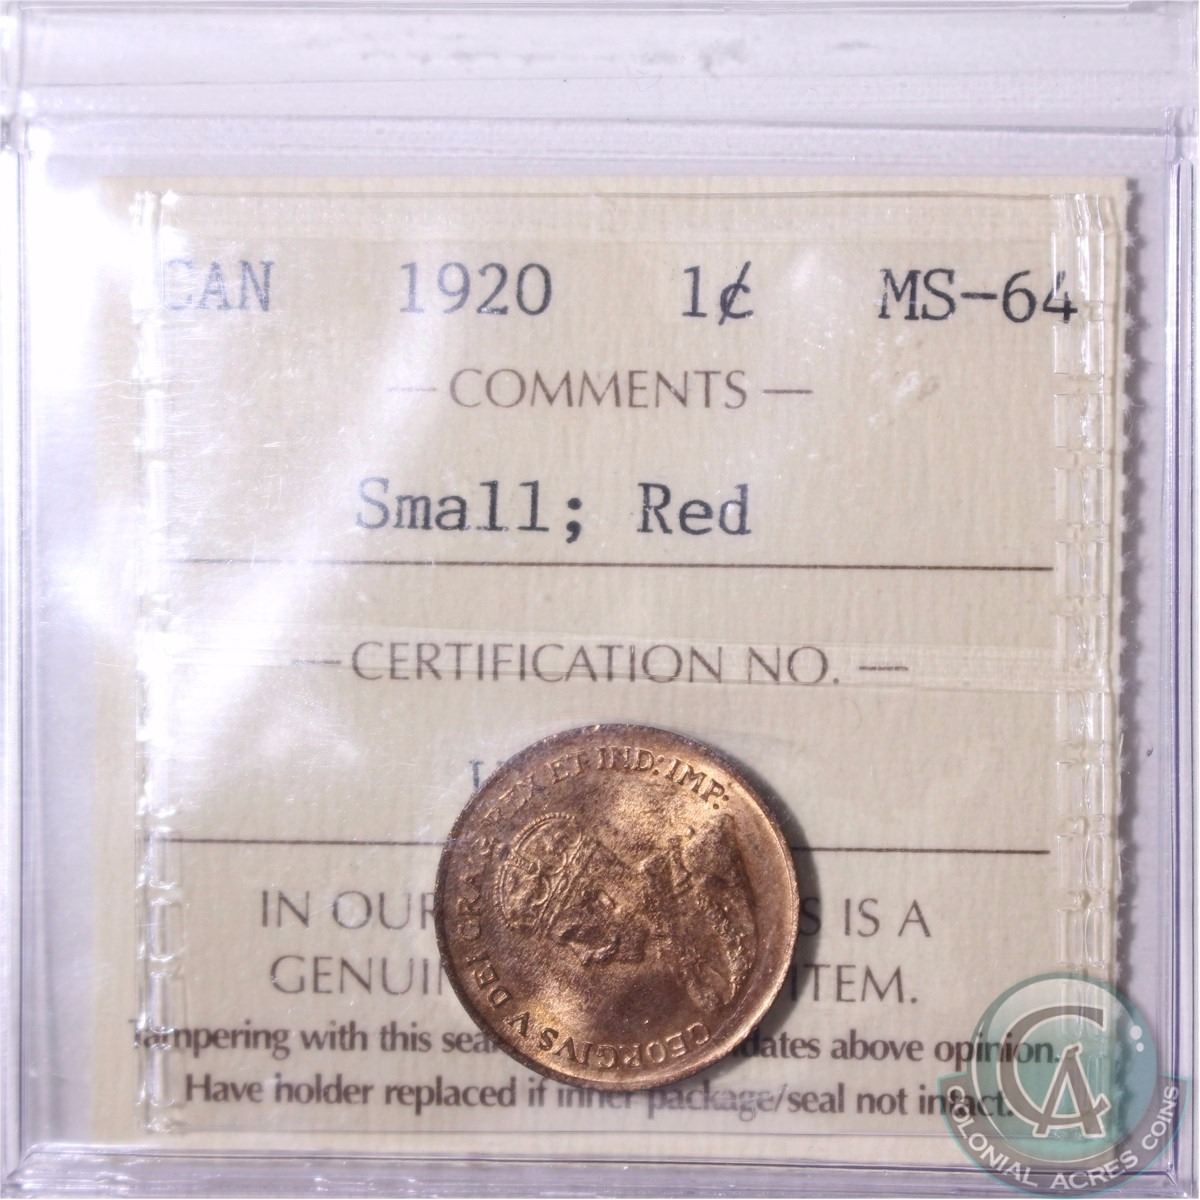 CAN 1920 1¢ MS-64
— COMMENTS —
Small; Red
— CERTIFICATION NO. —
IN OUR S IS A
GENUIN ITEM.
Tampering with this sea dates above opinion.
Have holder replaced if inner package/seal not intact.
GEORGIVS V DEI GRA: REX ET IND: IMP:
CA
COLONIAL ACRES COINS